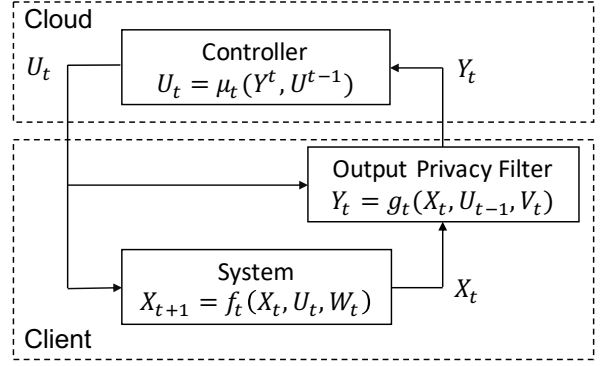 Cloud
Controller
U_t = μ_t(Y^t, U^{t−1})
U_t
Y_t
Output Privacy Filter
Y_t = g_t(X_t, U_{t−1}, V_t)
System
X_{t+1} = f_t(X_t, U_t, W_t)
X_t
Client